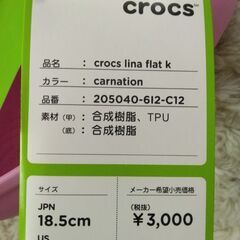 crocs™
品名 : crocs lina flat k
カラー : carnation
品番 : 205040-6I2-C12
素材 (甲) : 合成樹脂、TPU
(底) : 合成樹脂
サイズ
メーカー希望小売価格
JPN
18.5cm
(税抜)
¥3,000
US